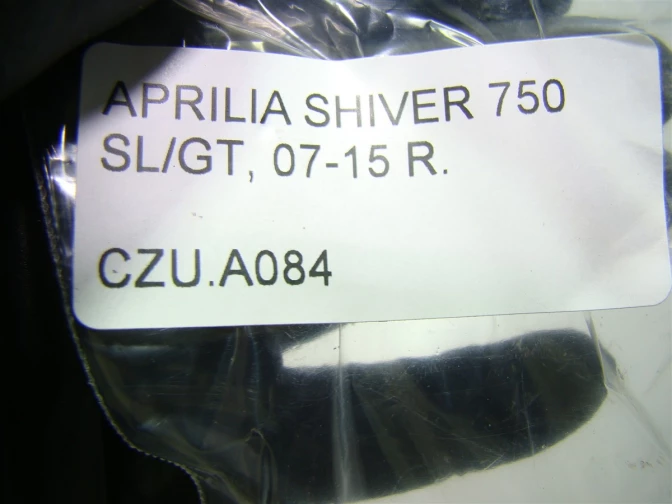 APRILIA SHIVER 750
SL/GT, 07-15 R.
CZU.A084